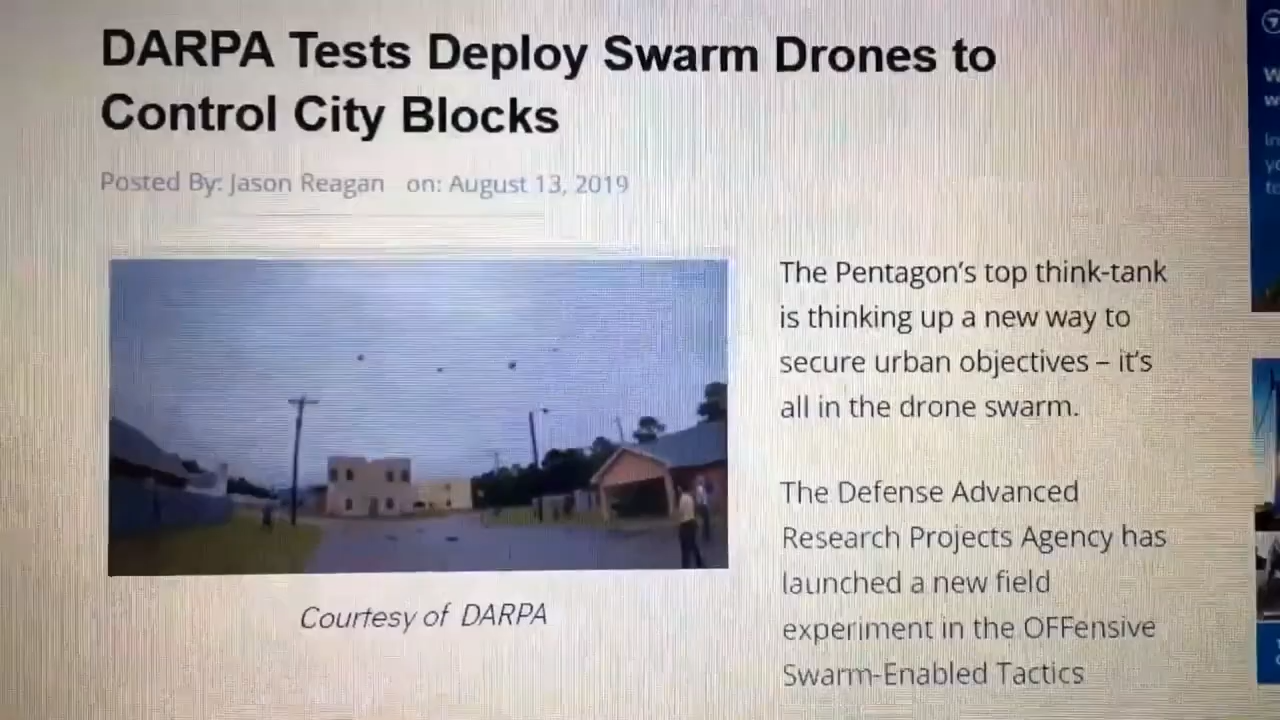 DARPA Tests Deploy Swarm Drones to
Control City Blocks
Posted By: Jason Reagan on: August 13, 2019
The Pentagon's top think-tank
is thinking up a new way to
secure urban objectives – it's
all in the drone swarm.
The Defense Advanced
Research Projects Agency has
launched a new field
experiment in the OFFensive
Swarm-Enabled Tactics
Courtesy of DARPA